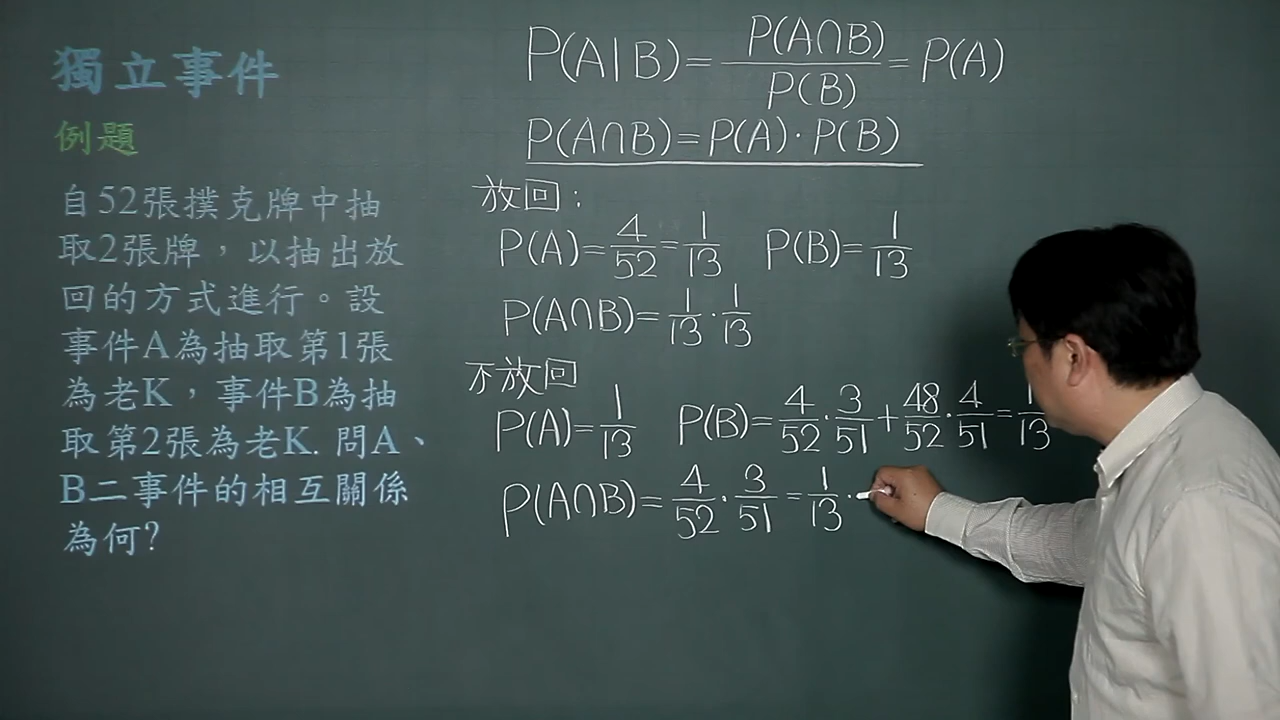 獨立事件
例題
自52張撲克牌中抽
取2張牌，以抽出放
回的方式進行。設
事件A為抽取第1張
為老K，事件B為抽
取第2張為老K. 問A、
B二事件的相互關係
為何?
P(A|B)=P(A∩B)/P(B)=P(A)
P(A∩B)=P(A)·P(B)
放回:
P(A)=4/52=1/13 P(B)=1/13
P(A∩B)=1/13·1/13
不放回
P(A)=1/13 P(B)=4/52·3/51+48/52·4/51=1/13
P(A∩B)=4/52·3/51=1/13·